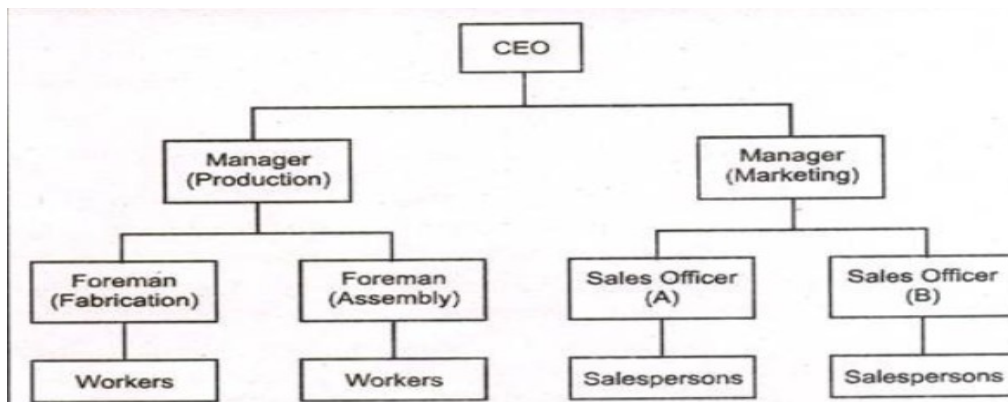 CEO
Manager
(Production)
Manager
(Marketing)
Foreman
(Fabrication)
Foreman
(Assembly)
Sales Officer
(A)
Sales Officer
(B)
Workers
Workers
Salespersons
Salespersons